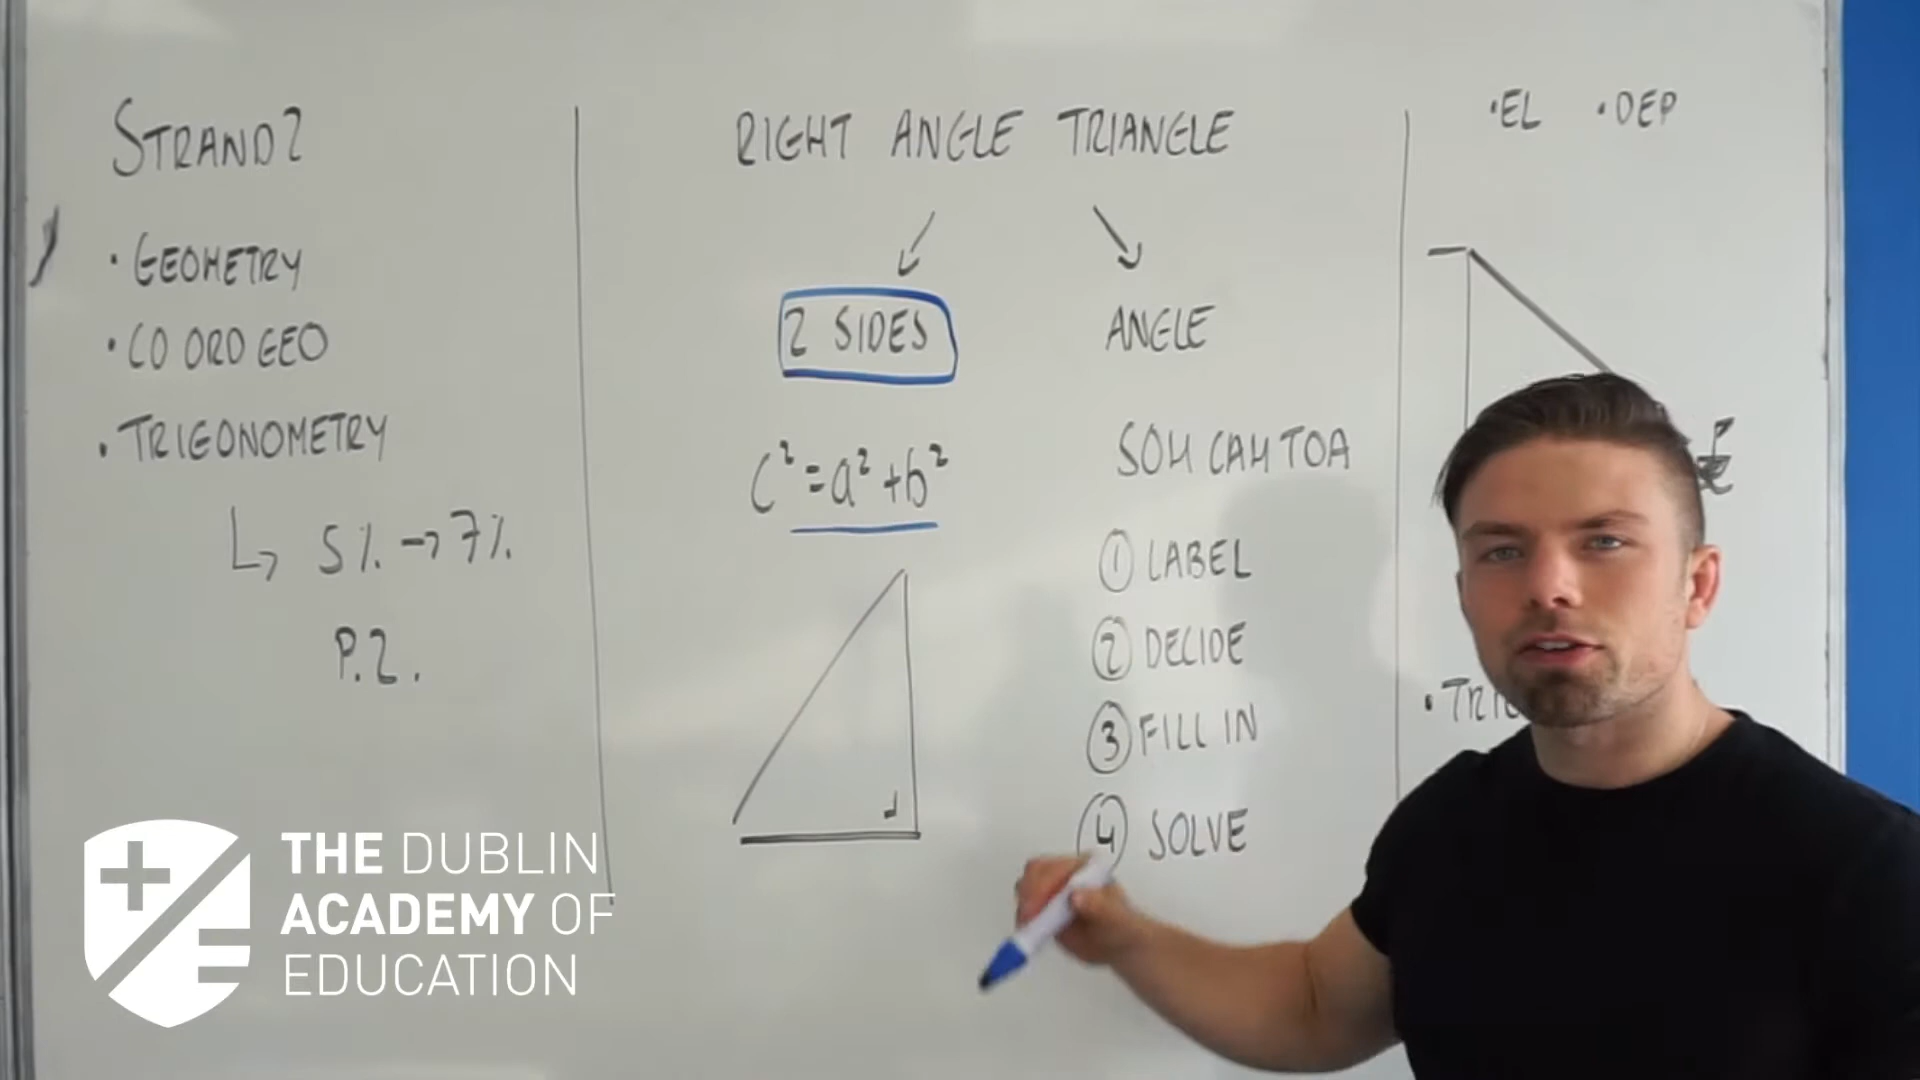 STRAND 2
• GEOMETRY
• CO ORD GEO
• TRIGONOMETRY
↳ 5% → 7%
P.2.
RIGHT ANGLE TRIANGLE
2 SIDES
c² = a² + b²
ANGLE
SOH CAH TOA
① LABEL
② DECIDE
③ FILL IN
④ SOLVE
• EL • DEP
THE DUBLIN
ACADEMY OF
EDUCATION